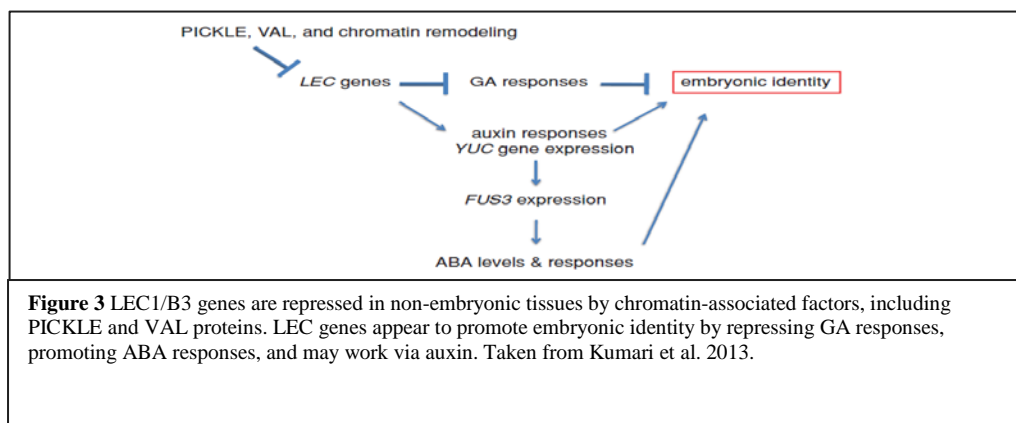 PICKLE, VAL, and chromatin remodeling
LEC genes
GA responses
embryonic identity
auxin responses
YUC gene expression
FUS3 expression
ABA levels & responses
Figure 3 LEC1/B3 genes are repressed in non-embryonic tissues by chromatin-associated factors, including
PICKLE and VAL proteins. LEC genes appear to promote embryonic identity by repressing GA responses,
promoting ABA responses, and may work via auxin. Taken from Kumari et al. 2013.